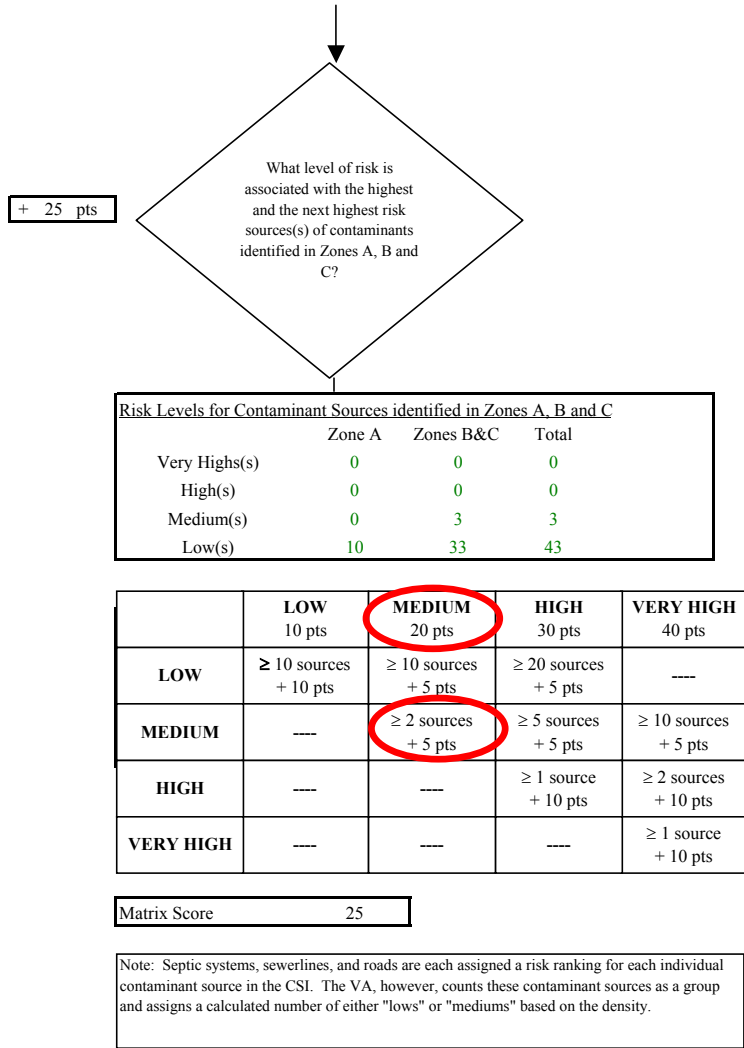 What level of risk is
associated with the highest
and the next highest risk
sources(s) of contaminants
identified in Zones A, B and
C?
+ 25 pts
Risk Levels for Contaminant Sources identified in Zones A, B and C
Zone A Zones B&C Total
Very Highs(s) 0 0 0
High(s) 0 0 0
Medium(s) 0 3 3
Low(s) 10 33 43
LOW MEDIUM HIGH VERY HIGH
10 pts 20 pts 30 pts 40 pts
LOW ≥ 10 sources + 10 pts ≥ 10 sources + 5 pts ≥ 20 sources + 5 pts ----
MEDIUM ---- ≥ 2 sources + 5 pts ≥ 5 sources + 5 pts ≥ 10 sources + 5 pts
HIGH ---- ---- ≥ 1 source + 10 pts ≥ 2 sources + 10 pts
VERY HIGH ---- ---- ---- ≥ 1 source + 10 pts
Matrix Score 25
Note: Septic systems, sewerlines, and roads are each assigned a risk ranking for each individual
contaminant source in the CSI. The VA, however, counts these contaminant sources as a group
and assigns a calculated number of either "lows" or "mediums" based on the density.